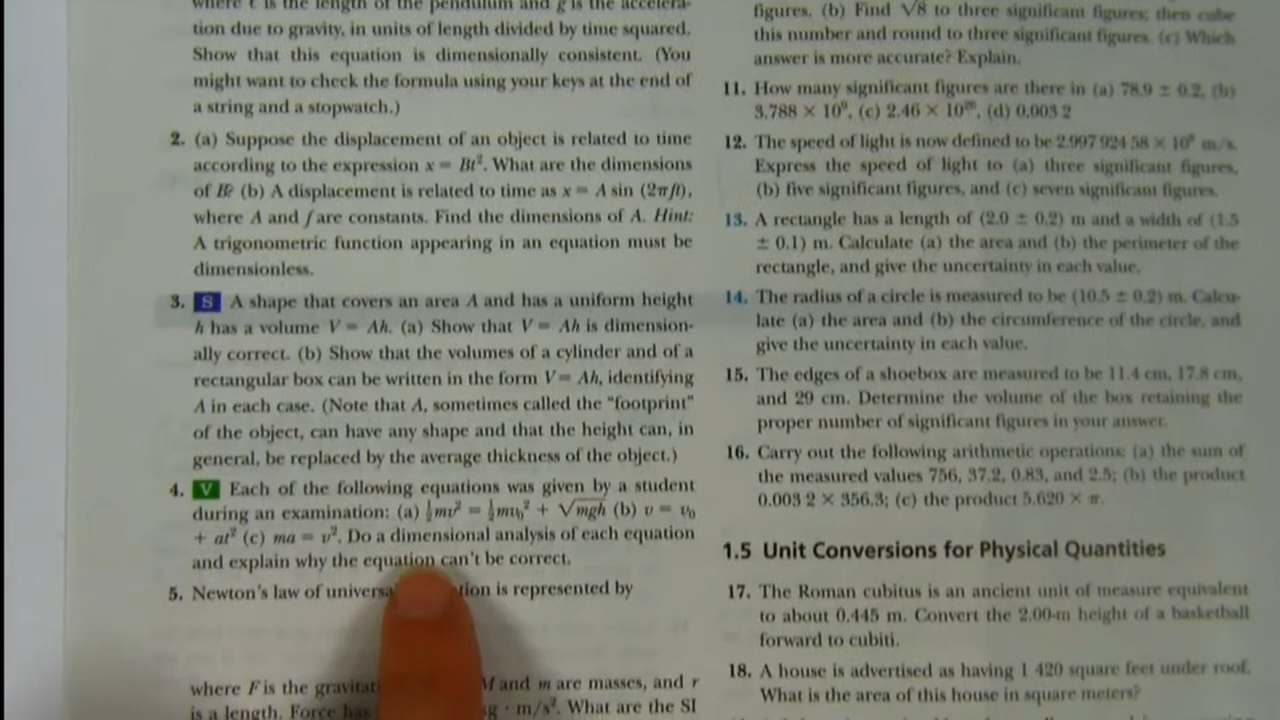 where ℓ is the length of the pendulum and g is the accelera-
tion due to gravity, in units of length divided by time squared.
Show that this equation is dimensionally consistent. (You
might want to check the formula using your keys at the end of
a string and a stopwatch.)
2. (a) Suppose the displacement of an object is related to time
according to the expression x = Bt². What are the dimensions
of B? (b) A displacement is related to time as x = A sin (2πft),
where A and f are constants. Find the dimensions of A. Hint:
A trigonometric function appearing in an equation must be
dimensionless.
3. S A shape that covers an area A and has a uniform height
h has a volume V = Ah. (a) Show that V = Ah is dimension-
ally correct. (b) Show that the volumes of a cylinder and of a
rectangular box can be written in the form V = Ah, identifying
A in each case. (Note that A, sometimes called the "footprint"
of the object, can have any shape and that the height can, in
general, be replaced by the average thickness of the object.)
4. V Each of the following equations was given by a student
during an examination: (a) ½mv² = ½mv₀² + √mgh (b) v = v₀
+ at² (c) ma = v². Do a dimensional analysis of each equation
and explain why the equation can't be correct.
5. Newton's law of is represented by
where F is the and m are masses, and r
is a length. Force has · m/s². What are the SI
figures. (b) Find √8 to three significant figures; then cube
this number and round to three significant figures. (c) Which
answer is more accurate? Explain.
11. How many significant figures are there in (a) 78.9 ± 0.2, (b)
3.788 × 10⁹, (c) 2.46 × 10²⁶, (d) 0.003 2
12. The speed of light is now defined to be 2.997 924 58 × 10⁸ m/s.
Express the speed of light to (a) three significant figures,
(b) five significant figures, and (c) seven significant figures.
13. A rectangle has a length of (2.0 ± 0.2) m and a width of (1.5
± 0.1) m. Calculate (a) the area and (b) the perimeter of the
rectangle, and give the uncertainty in each value.
14. The radius of a circle is measured to be (10.5 ± 0.2) m. Calcu-
late (a) the area and (b) the circumference of the circle, and
give the uncertainty in each value.
15. The edges of a shoebox are measured to be 11.4 cm, 17.8 cm,
and 29 cm. Determine the volume of the box retaining the
proper number of significant figures in your answer.
16. Carry out the following arithmetic operations: (a) the sum of
the measured values 756, 37.2, 0.83, and 2.5; (b) the product
0.003 2 × 356.3; (c) the product 5.620 × π.
1.5 Unit Conversions for Physical Quantities
17. The Roman cubitus is an ancient unit of measure equivalent
to about 0.445 m. Convert the 2.00-m height of a basketball
forward to cubiti.
18. A house is advertised as having 1 420 square feet under roof.
What is the area of this house in square meters?